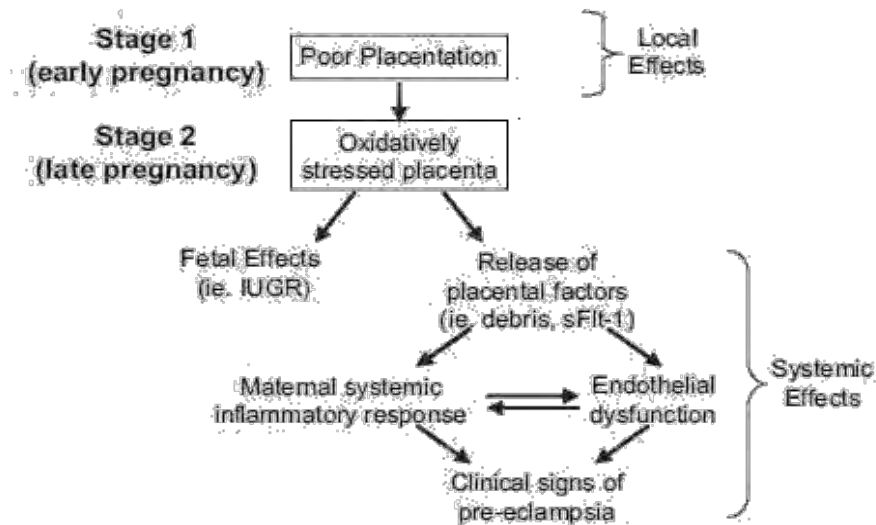 Stage 1
(early pregnancy)
Poor Placentation
Local
Effects
Stage 2
(late pregnancy)
Oxidatively
stressed placenta
Fetal Effects
(ie. IUGR)
Release of
placental factors
(ie. debris, sFlt-1)
Maternal systemic
inflammatory response
Endothelial
dysfunction
Systemic
Effects
Clinical signs of
pre-eclampsia